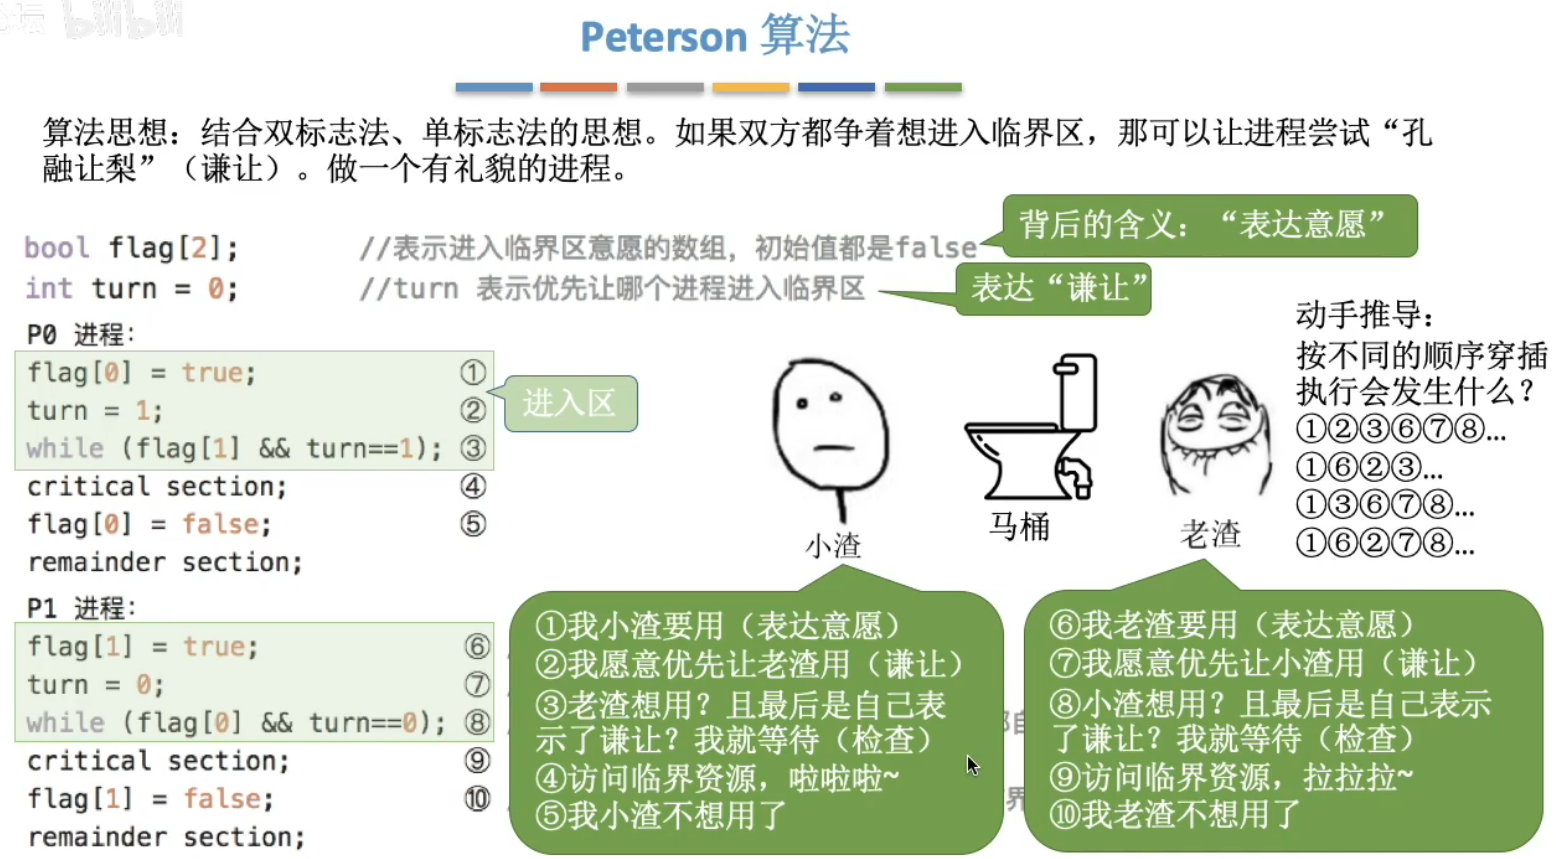 bilibili
Peterson 算法
算法思想：结合双标志法、单标志法的思想。如果双方都争着想进入临界区，那可以让进程尝试“孔
融让梨”（谦让）。做一个有礼貌的进程。
背后的含义：“表达意愿”
bool flag[2]; //表示进入临界区意愿的数组，初始值都是false
int turn = 0; //turn 表示优先让哪个进程进入临界区
表达“谦让”
P0 进程：
flag[0] = true; ①
turn = 1; ②
while (flag[1] && turn==1); ③
critical section; ④
flag[0] = false; ⑤
remainder section;
进入区
P1 进程：
flag[1] = true; ⑥
turn = 0; ⑦
while (flag[0] && turn==0); ⑧
critical section; ⑨
flag[1] = false; ⑩
remainder section;
小渣
马桶
老渣
动手推导：
按不同的顺序穿插
执行会发生什么？
①②③⑥⑦⑧...
①⑥②③...
①③⑥⑦⑧...
①⑥②⑦⑧...
①我小渣要用（表达意愿）
②我愿意优先让老渣用（谦让）
③老渣想用？且最后是自己表
示了谦让？我就等待（检查）
④访问临界资源，啦啦啦~
⑤我小渣不想用了
⑥我老渣要用（表达意愿）
⑦我愿意优先让小渣用（谦让）
⑧小渣想用？且最后是自己表示
了谦让？我就等待（检查）
⑨访问临界资源，拉拉拉~
⑩我老渣不想用了